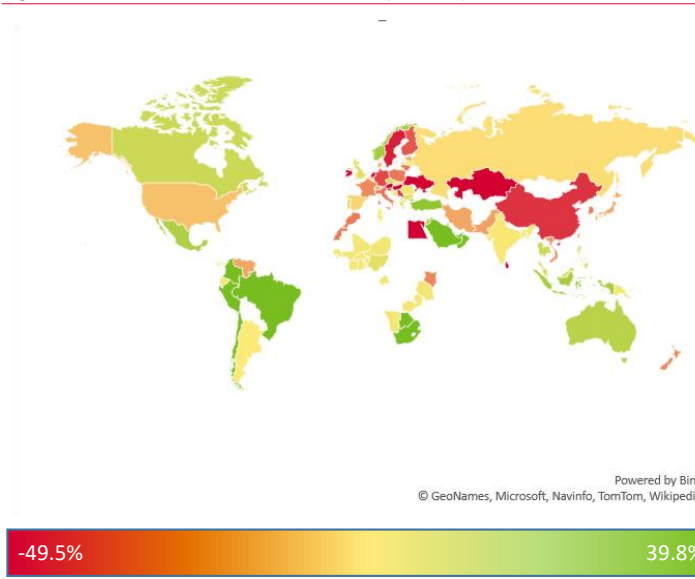 Powered by Bin
© GeoNames, Microsoft, Navinfo, TomTom, Wikipedi
-49.5%
39.8%